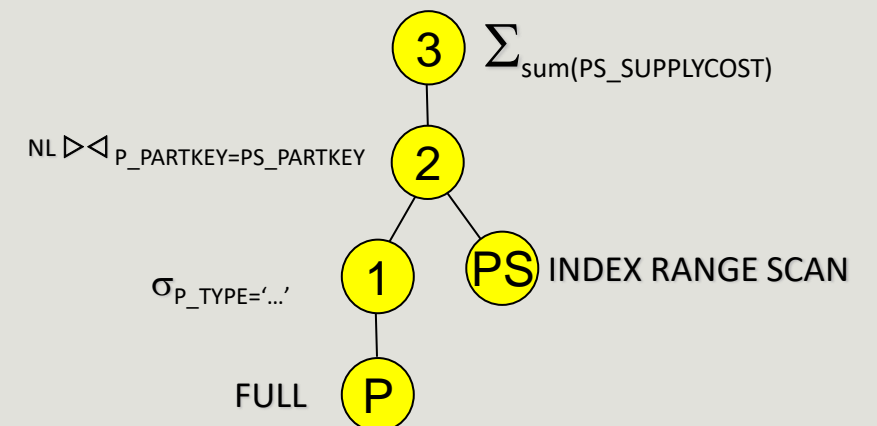 3 Σsum(PS_SUPPLYCOST)
NL ▷◁ P_PARTKEY=PS_PARTKEY 2
σP_TYPE='...' 1 PS INDEX RANGE SCAN
FULL P